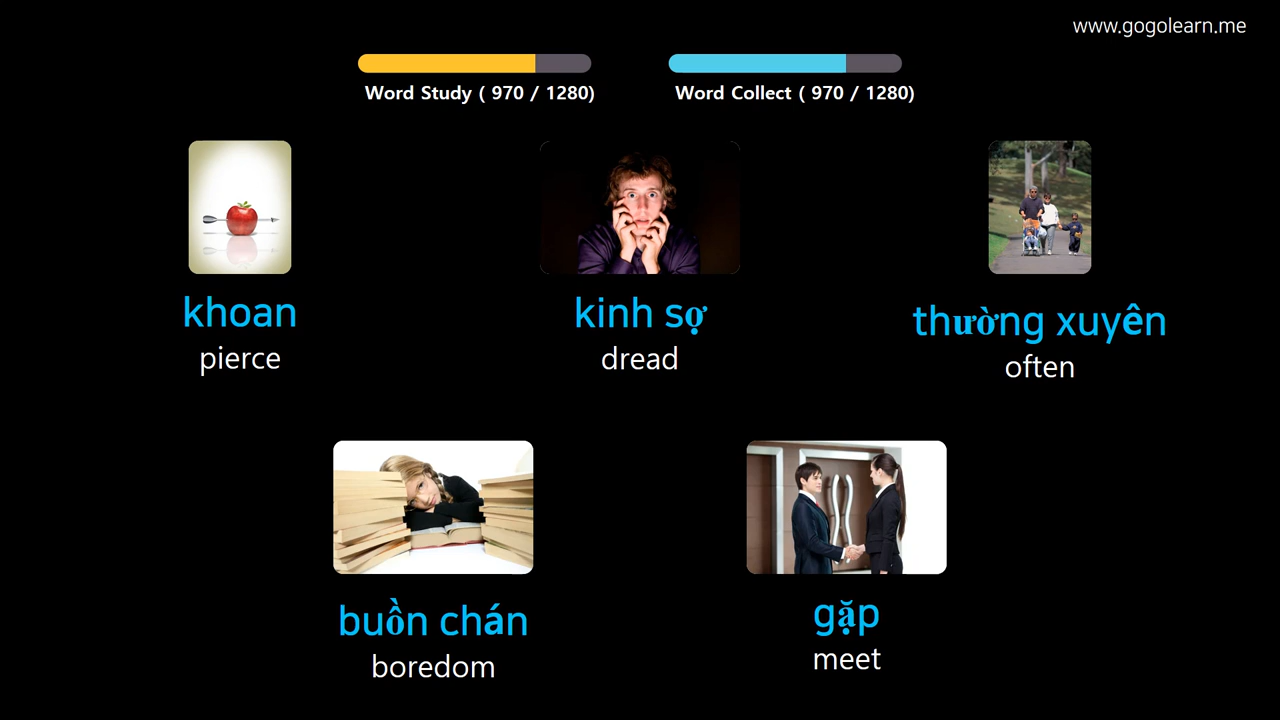 www.gogolearn.me
Word Study ( 970 / 1280)
Word Collect ( 970 / 1280)
khoan
pierce
kinh sợ
dread
thường xuyên
often
buồn chán
boredom
gặp
meet